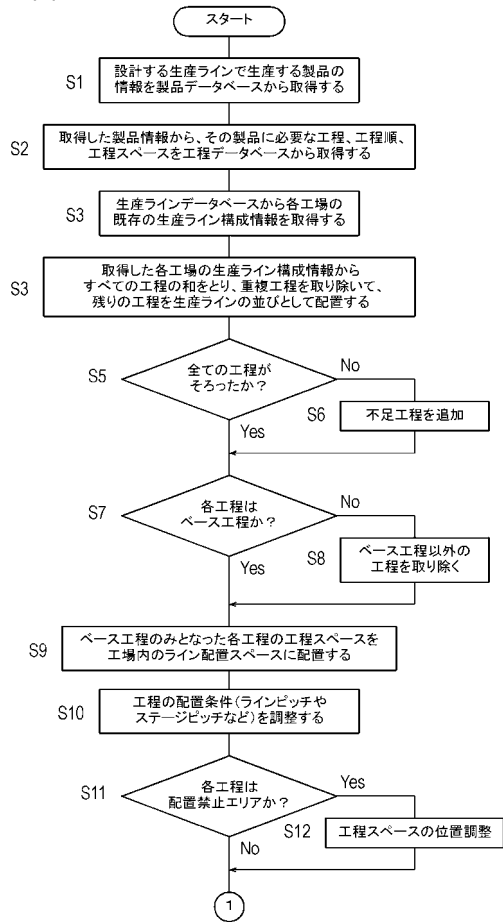 スタート
S1
設計する生産ラインで生産する製品の
情報を製品データベースから取得する
S2
取得した製品情報から、その製品に必要な工程、工程順、
工程スペースを工程データベースから取得する
S3
生産ラインデータベースから各工場の
既存の生産ライン構成情報を取得する
S3
取得した各工場の生産ライン構成情報から
すべての工程の和をとり、重複工程を取り除いて、
残りの工程を生産ラインの並びとして配置する
S5
全ての工程が
そろったか？
No
S6
不足工程を追加
Yes
S7
各工程は
ベース工程か？
No
S8
ベース工程以外の
工程を取り除く
Yes
S9
ベース工程のみとなった各工程の工程スペースを
工場内のライン配置スペースに配置する
S10
工程の配置条件(ラインピッチや
ステージピッチなど)を調整する
S11
各工程は
配置禁止エリアか？
Yes
S12
工程スペースの位置調整
No
1